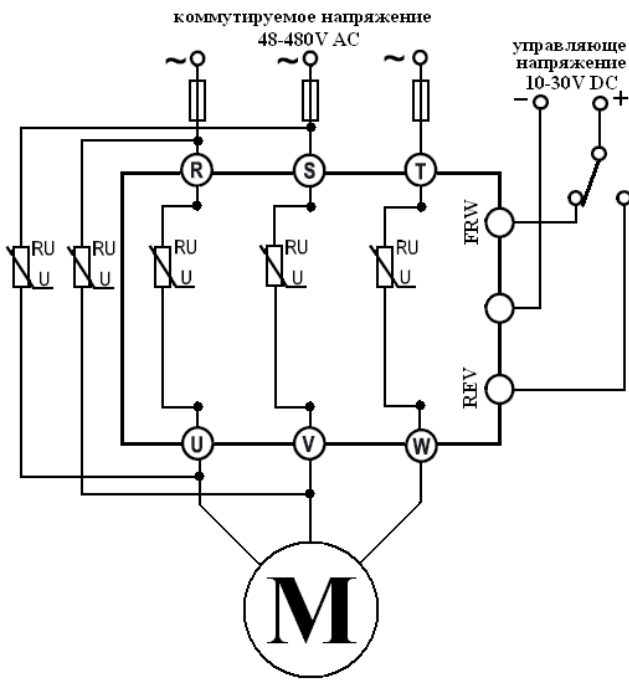 коммутируемое напряжение
48-480V AC
управляюще
напряжение
10-30V DC
~ ~ ~
− +
R S T
FRW
RU RU RU RU RU
U U U U U
REV
U V W
M